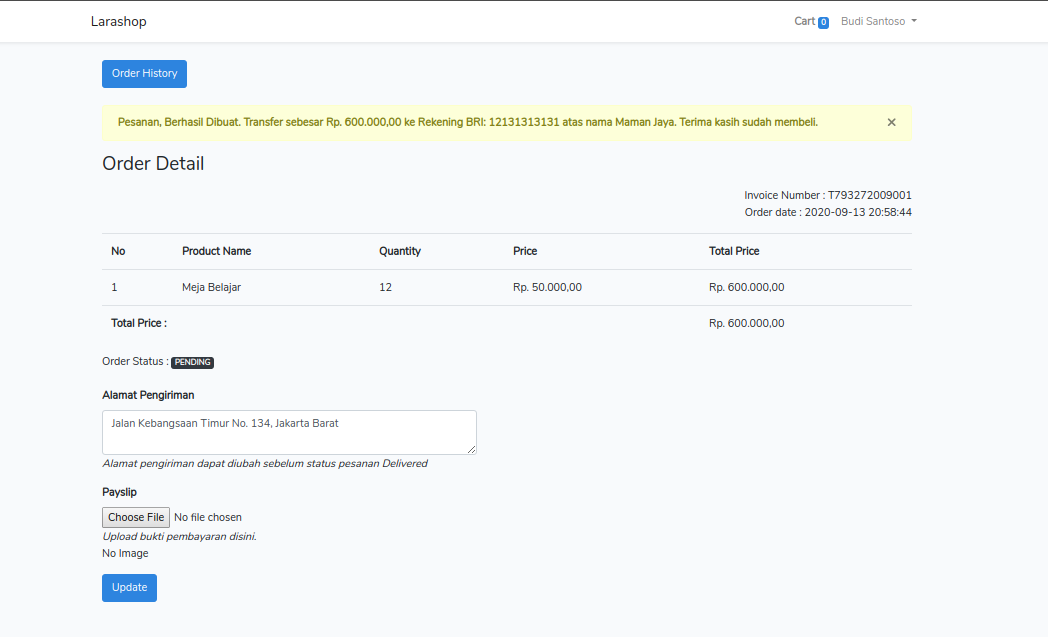 Larashop
Cart 0 Budi Santoso
Order History
Pesanan, Berhasil Dibuat. Transfer sebesar Rp. 600.000,00 ke Rekening BRI: 12131313131 atas nama Maman Jaya. Terima kasih sudah membeli. ×
Order Detail
Invoice Number : T793272009001
Order date : 2020-09-13 20:58:44
No Product Name Quantity Price Total Price
1 Meja Belajar 12 Rp. 50.000,00 Rp. 600.000,00
Total Price : Rp. 600.000,00
Order Status : PENDING
Alamat Pengiriman
Jalan Kebangsaan Timur No. 134, Jakarta Barat
Alamat pengiriman dapat diubah sebelum status pesanan Delivered
Payslip
Choose File No file chosen
Upload bukti pembayaran disini.
No Image
Update